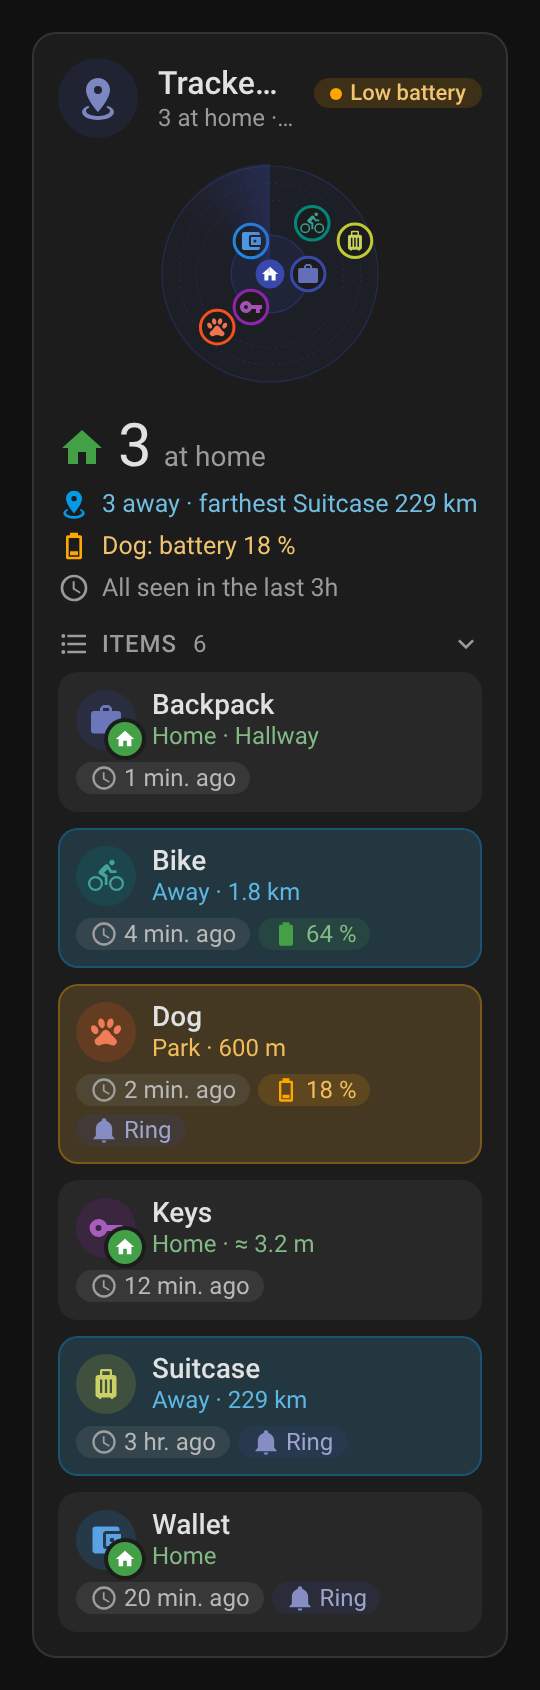 Tracke...
3 at home ·...
Low battery
3 at home
3 away · farthest Suitcase 229 km
Dog: battery 18 %
All seen in the last 3h
ITEMS 6
Backpack
Home · Hallway
1 min. ago
Bike
Away · 1.8 km
4 min. ago 64 %
Dog
Park · 600 m
2 min. ago 18 %
Ring
Keys
Home · ≈ 3.2 m
12 min. ago
Suitcase
Away · 229 km
3 hr. ago Ring
Wallet
Home
20 min. ago Ring